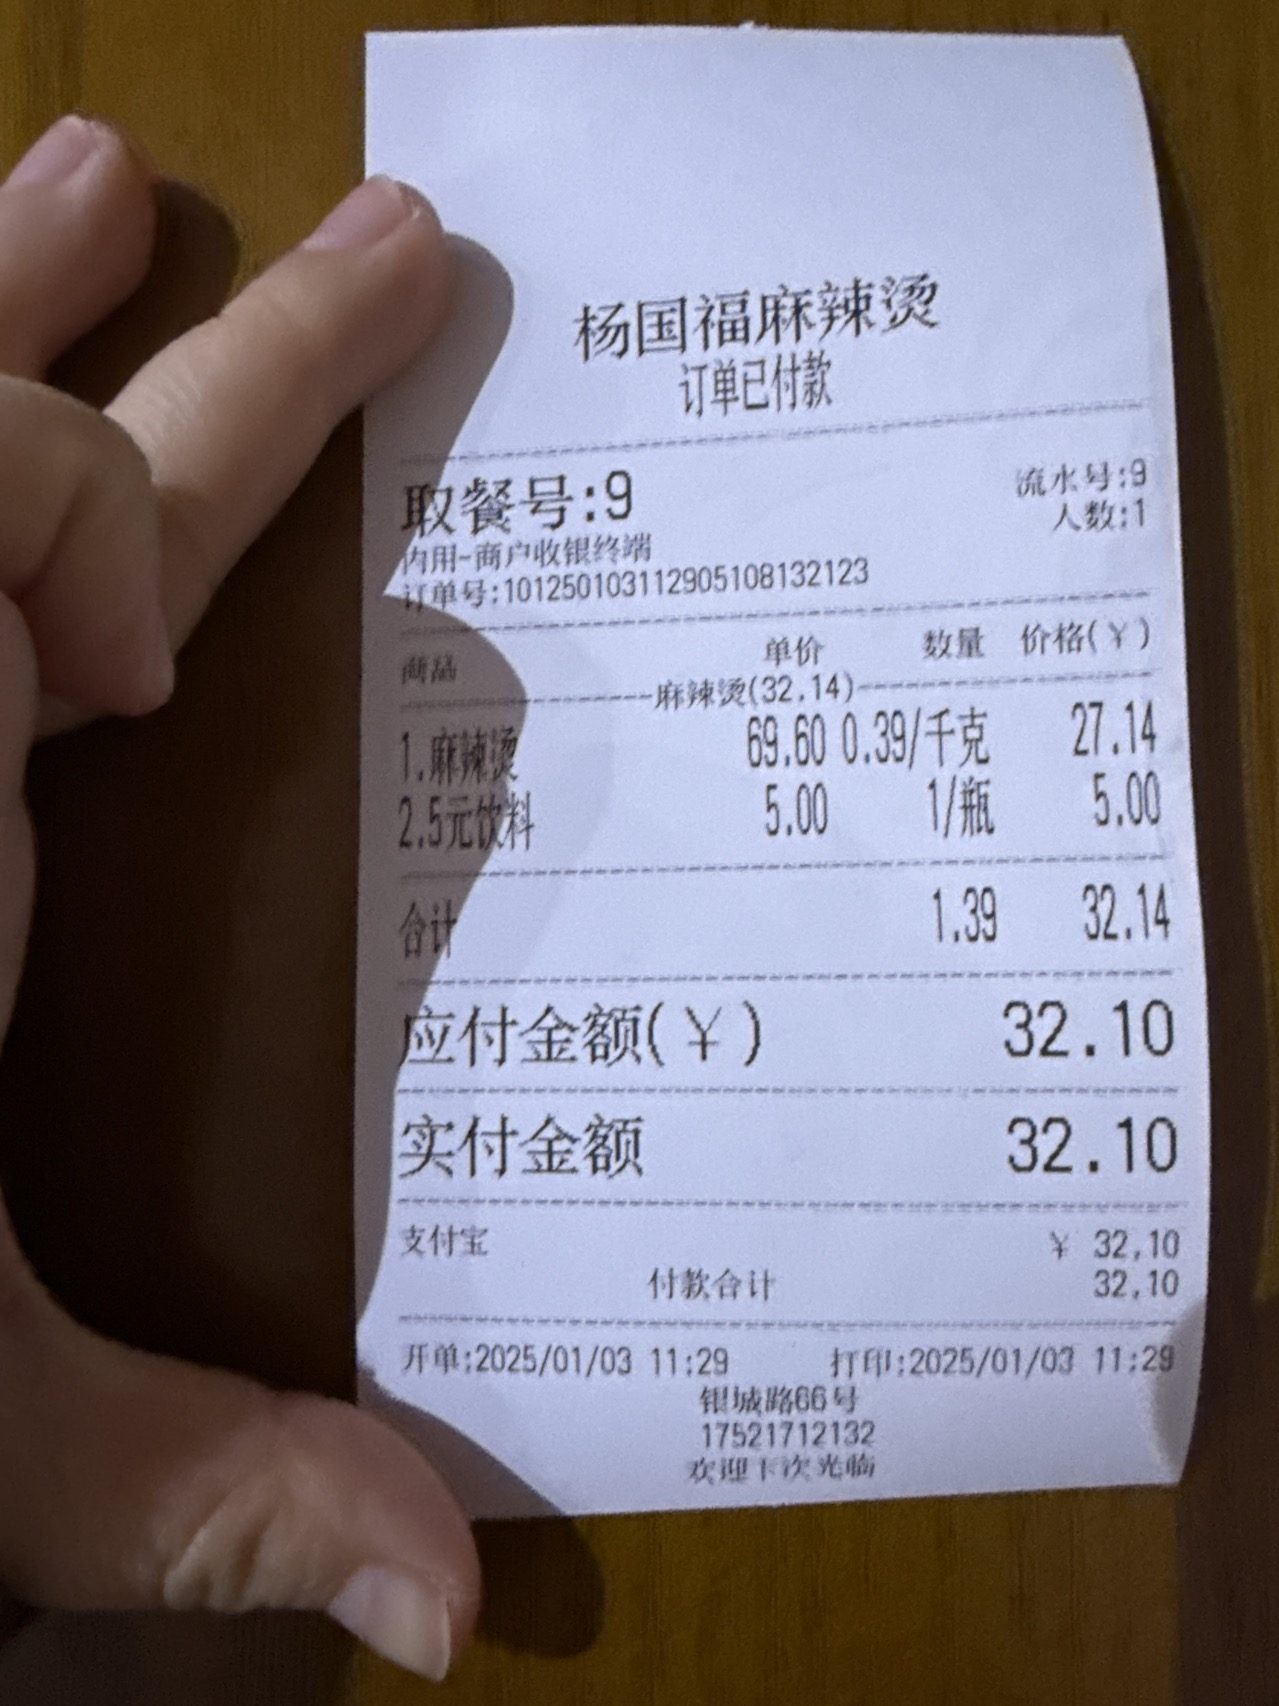 杨国福麻辣烫
订单已付款
取餐号:9 流水号:9
人数:1
内用-商户收银终端
订单号:101250103112905108132123
商品 单价 数量 价格(¥)
麻辣烫(32.14)
1.麻辣烫 69.60 0.39/千克 27.14
2.5元饮料 5.00 1/瓶 5.00
合计 1.39 32.14
应付金额(¥) 32.10
实付金额 32.10
支付宝 ¥ 32.10
付款合计 32.10
开单:2025/01/03 11:29 打印:2025/01/03 11:29
银城路66号
17521712132
欢迎下次光临